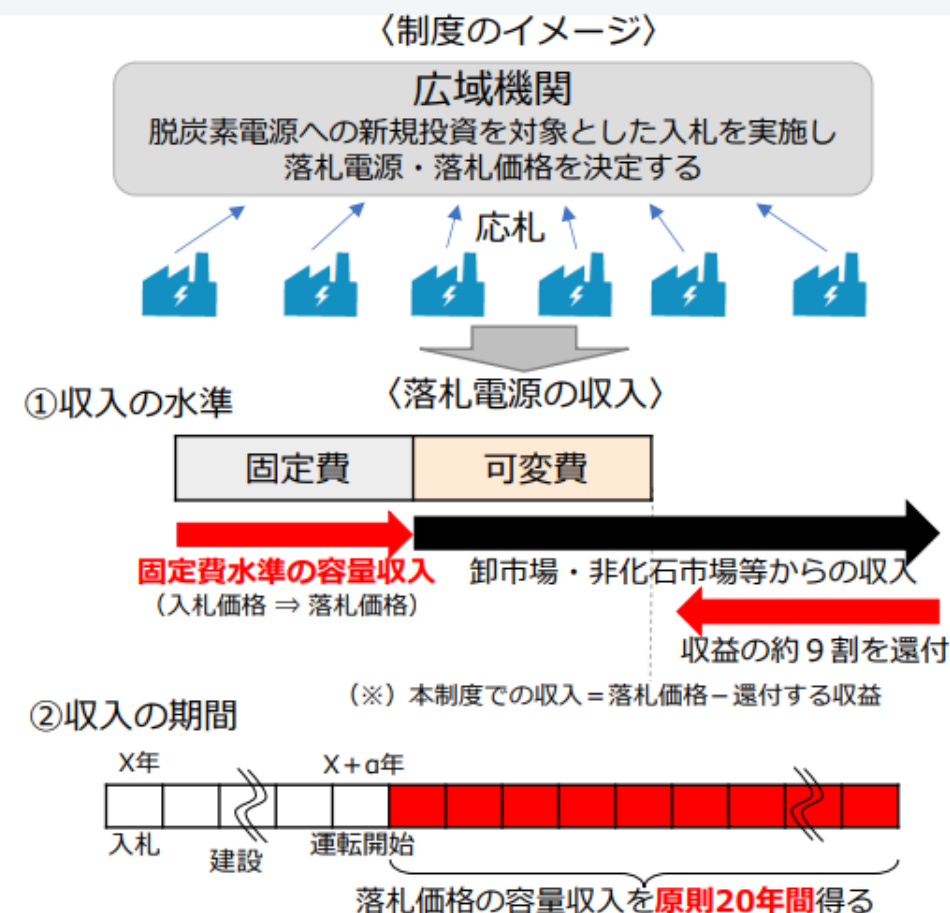 〈制度のイメージ〉
広域機関
脱炭素電源への新規投資を対象とした入札を実施し
落札電源・落札価格を決定する
応札
〈落札電源の収入〉
①収入の水準
固定費
可変費
固定費水準の容量収入
（入札価格 ⇒ 落札価格）
卸市場・非化石市場等からの収入
収益の約９割を還付
（※）本制度での収入＝落札価格－還付する収益
②収入の期間
X年
X+α年
入札
建設
運転開始
落札価格の容量収入を原則20年間得る